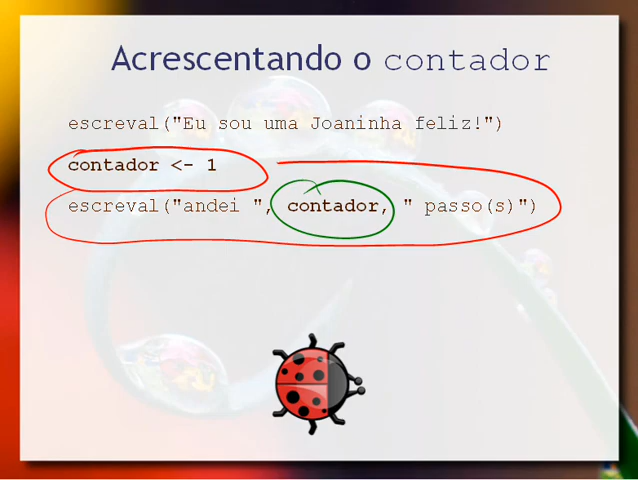 Acrescentando o contador
escreval("Eu sou uma Joaninha feliz!")
contador <- 1
escreval("andei ", contador, " passo(s)")